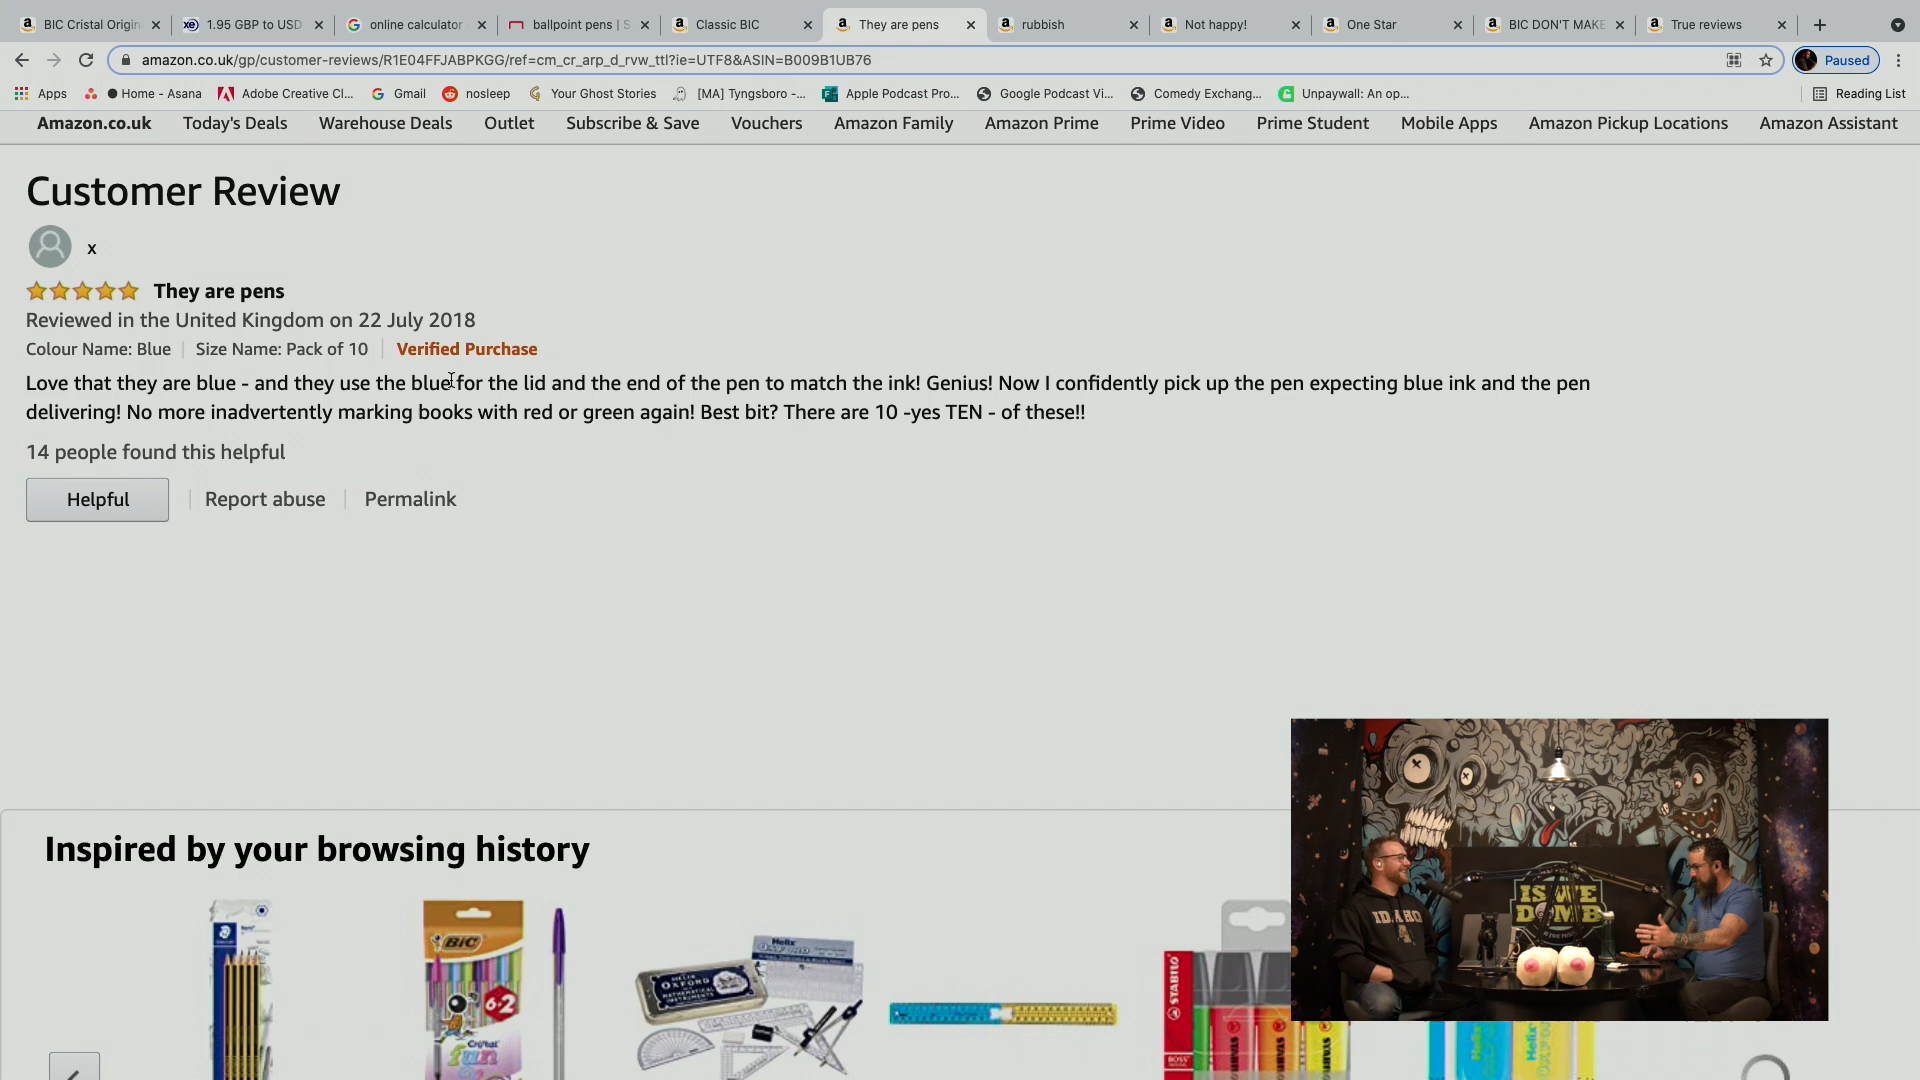 BIC Cristal Origin
1.95 GBP to USD
online calculator
ballpoint pens | S
Classic BIC
They are pens
rubbish
Not happy!
One Star
BIC DON'T MAKE
True reviews
amazon.co.uk/gp/customer-reviews/R1E04FFJABPKGG/ref=cm_cr_arp_d_rvw_ttl?ie=UTF8&ASIN=B009B1UB76
Paused
Apps
Home - Asana
Adobe Creative Cl...
Gmail
nosleep
Your Ghost Stories
[MA] Tyngsboro -...
Apple Podcast Pro...
Google Podcast Vi...
Comedy Exchang...
Unpaywall: An op...
Reading List
Amazon.co.uk
Today's Deals
Warehouse Deals
Outlet
Subscribe & Save
Vouchers
Amazon Family
Amazon Prime
Prime Video
Prime Student
Mobile Apps
Amazon Pickup Locations
Amazon Assistant
Customer Review
x
They are pens
Reviewed in the United Kingdom on 22 July 2018
Colour Name: Blue | Size Name: Pack of 10 | Verified Purchase
Love that they are blue - and they use the blue for the lid and the end of the pen to match the ink! Genius! Now I confidently pick up the pen expecting blue ink and the pen
delivering! No more inadvertently marking books with red or green again! Best bit? There are 10 -yes TEN - of these!!
14 people found this helpful
Helpful
Report abuse
Permalink
Inspired by your browsing history
BIC
6+2
Cristal
fun
Helix
OXFORD
STABILO
BOSS
STABILO
STABILO
STABILO
Helix
Helix
IDAHO
IS WE
DUMB